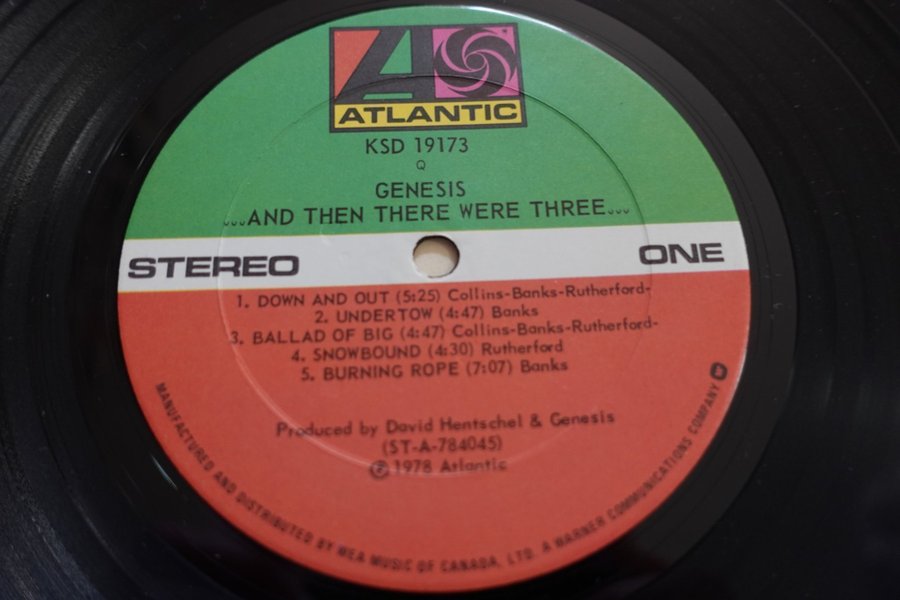 ATLANTIC
KSD 19173
Q
GENESIS
...AND THEN THERE WERE THREE...
STEREO
ONE
1. DOWN AND OUT (5:25) Collins-Banks-Rutherford-
2. UNDERTOW (4:47) Banks
3. BALLAD OF BIG (4:47) Collins-Banks-Rutherford-
4. SNOWBOUND (4:30) Rutherford
5. BURNING ROPE (7:07) Banks
Produced by David Hentschel & Genesis
(ST-A-784045)
℗ 1978 Atlantic
MANUFACTURED AND DISTRIBUTED BY WEA MUSIC OF CANADA, LTD. A WARNER COMMUNICATIONS COMPANY